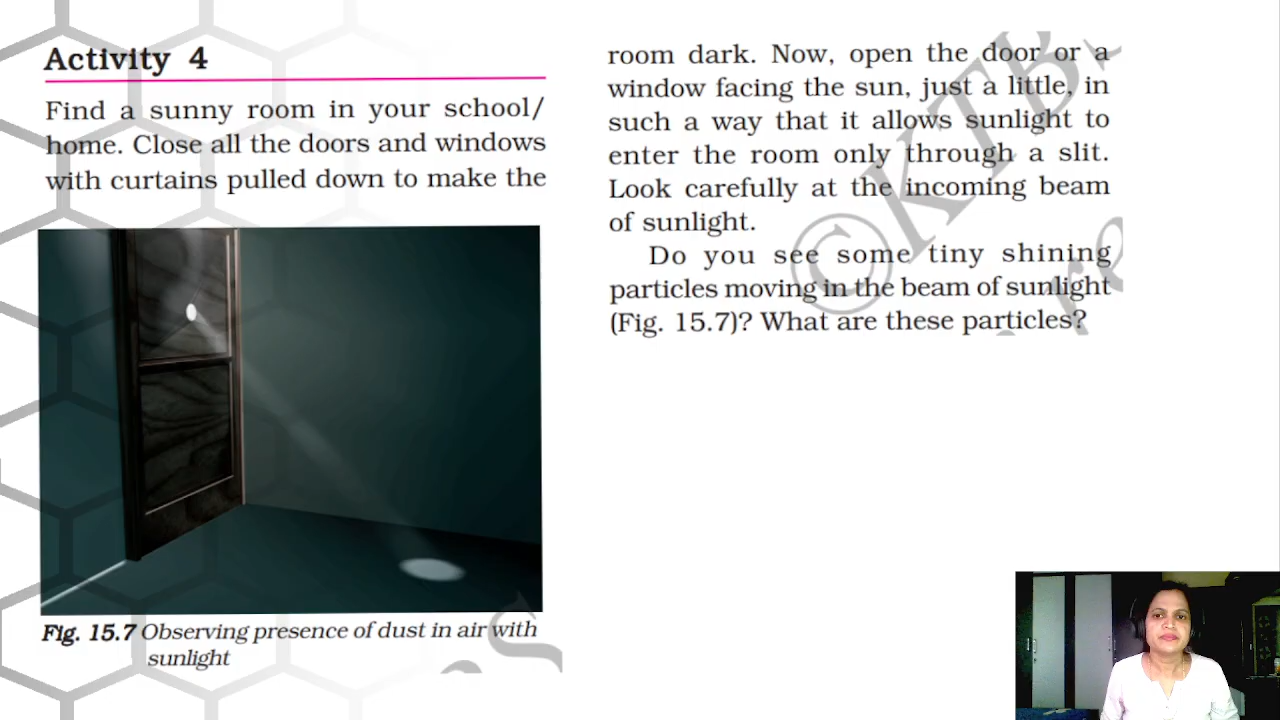 Activity 4
Find a sunny room in your school/
home. Close all the doors and windows
with curtains pulled down to make the
Fig. 15.7 Observing presence of dust in air with
sunlight
room dark. Now, open the door or a
window facing the sun, just a little, in
such a way that it allows sunlight to
enter the room only through a slit.
Look carefully at the incoming beam
of sunlight.
Do you see some tiny shining
particles moving in the beam of sunlight
(Fig. 15.7)? What are these particles?